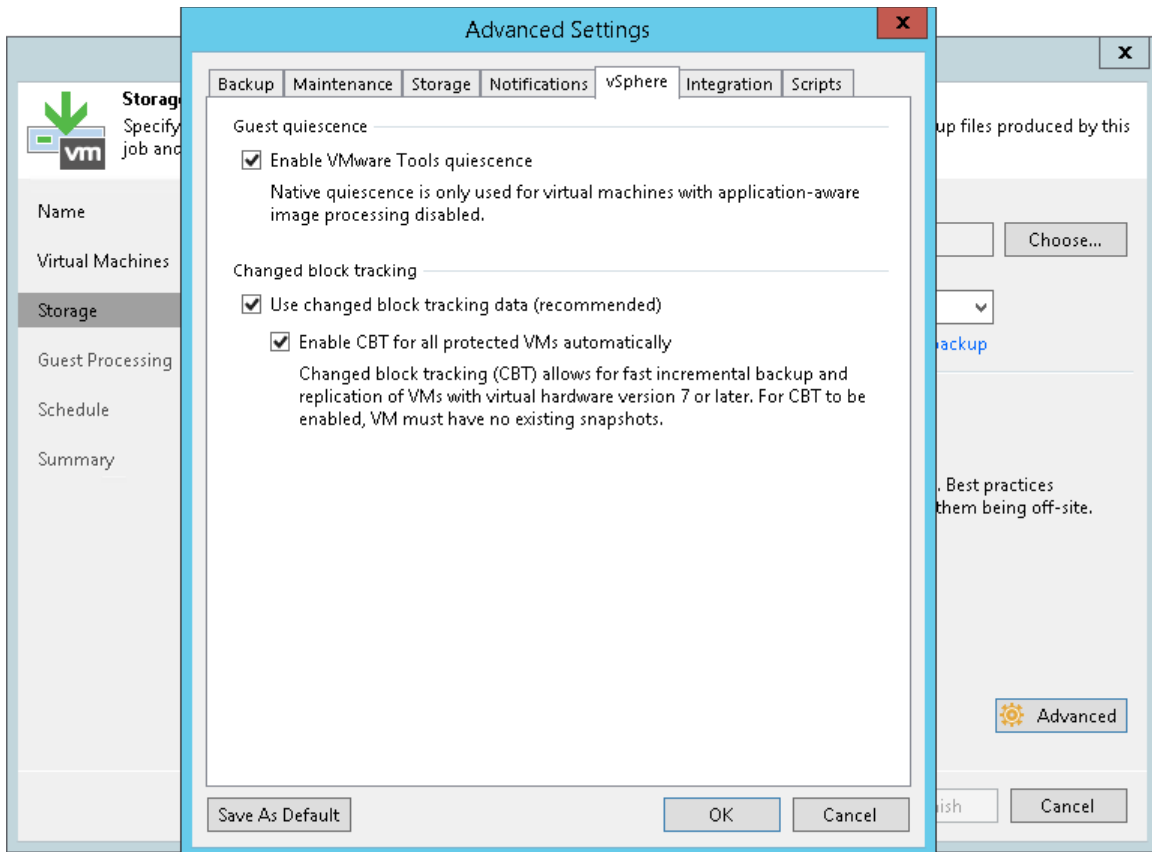 Advanced Settings
x
x
Backup
Maintenance
Storage
Notifications
vSphere
Integration
Scripts
Guest quiescence
Enable VMware Tools quiescence
Native quiescence is only used for virtual machines with application-aware
image processing disabled.
Changed block tracking
Use changed block tracking data (recommended)
Enable CBT for all protected VMs automatically
Changed block tracking (CBT) allows for fast incremental backup and
replication of VMs with virtual hardware version 7 or later. For CBT to be
enabled, VM must have no existing snapshots.
Save As Default
OK
Cancel
vm
Storag
Specify
job and
up files produced by this
Name
Virtual Machines
Storage
Guest Processing
Schedule
Summary
Choose...
backup
. Best practices
them being off-site.
Advanced
ish
Cancel